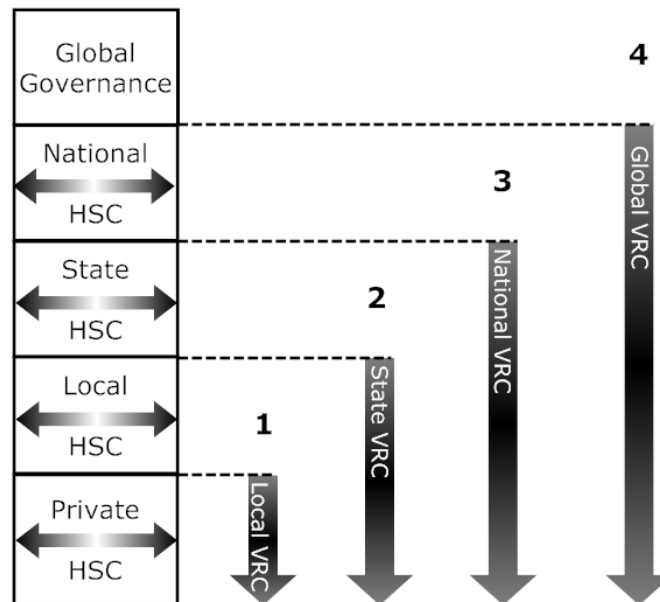 Global
Governance
National
HSC
State
HSC
Local
HSC
Private
HSC
1
Local VRC
2
State VRC
3
National VRC
4
Global VRC